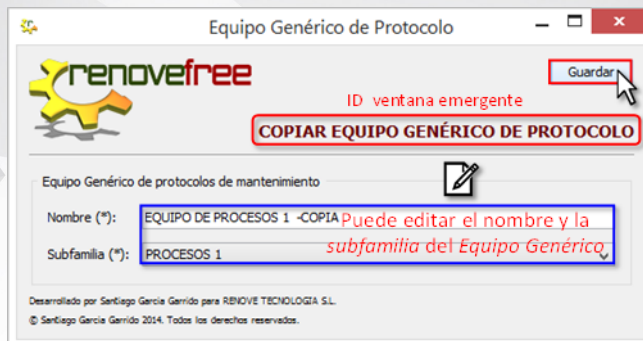 Equipo Genérico de Protocolo
renovefree
Guardar
ID ventana emergente
COPIAR EQUIPO GENÉRICO DE PROTOCOLO
Equipo Genérico de protocolos de mantenimiento
Nombre (*): EQUIPO DE PROCESOS 1 -COPIA
Puede editar el nombre y la
Subfamilia (*): PROCESOS 1
subfamilia del Equipo Genérico
Desarrollado por Santiago Garcia Garrido para RENOVE TECNOLOGIA S.L.
© Santiago Garcia Garrido 2014. Todos los derechos reservados.